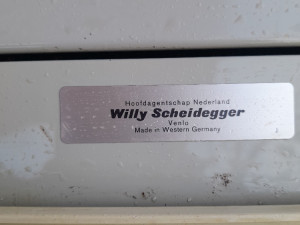 Hoofdagentschap Nederland
Willy Scheidegger
Venlo
Made in Western Germany